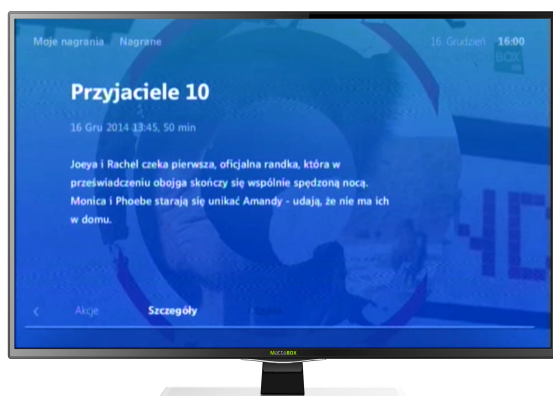 Moje nagrania Nagrane 16 Grudzień 16:00
BOX
Przyjaciele 10
16 Gru 2014 13:45, 50 min
Joeya i Rachel czeka pierwsza, oficjalna randka, która w
przeświadczeniu obojga skończy się wspólnie spędzoną nocą.
Monica i Phoebe starają się unikać Amandy - udają, że nie ma ich
w domu.
Akcje Szczegóły